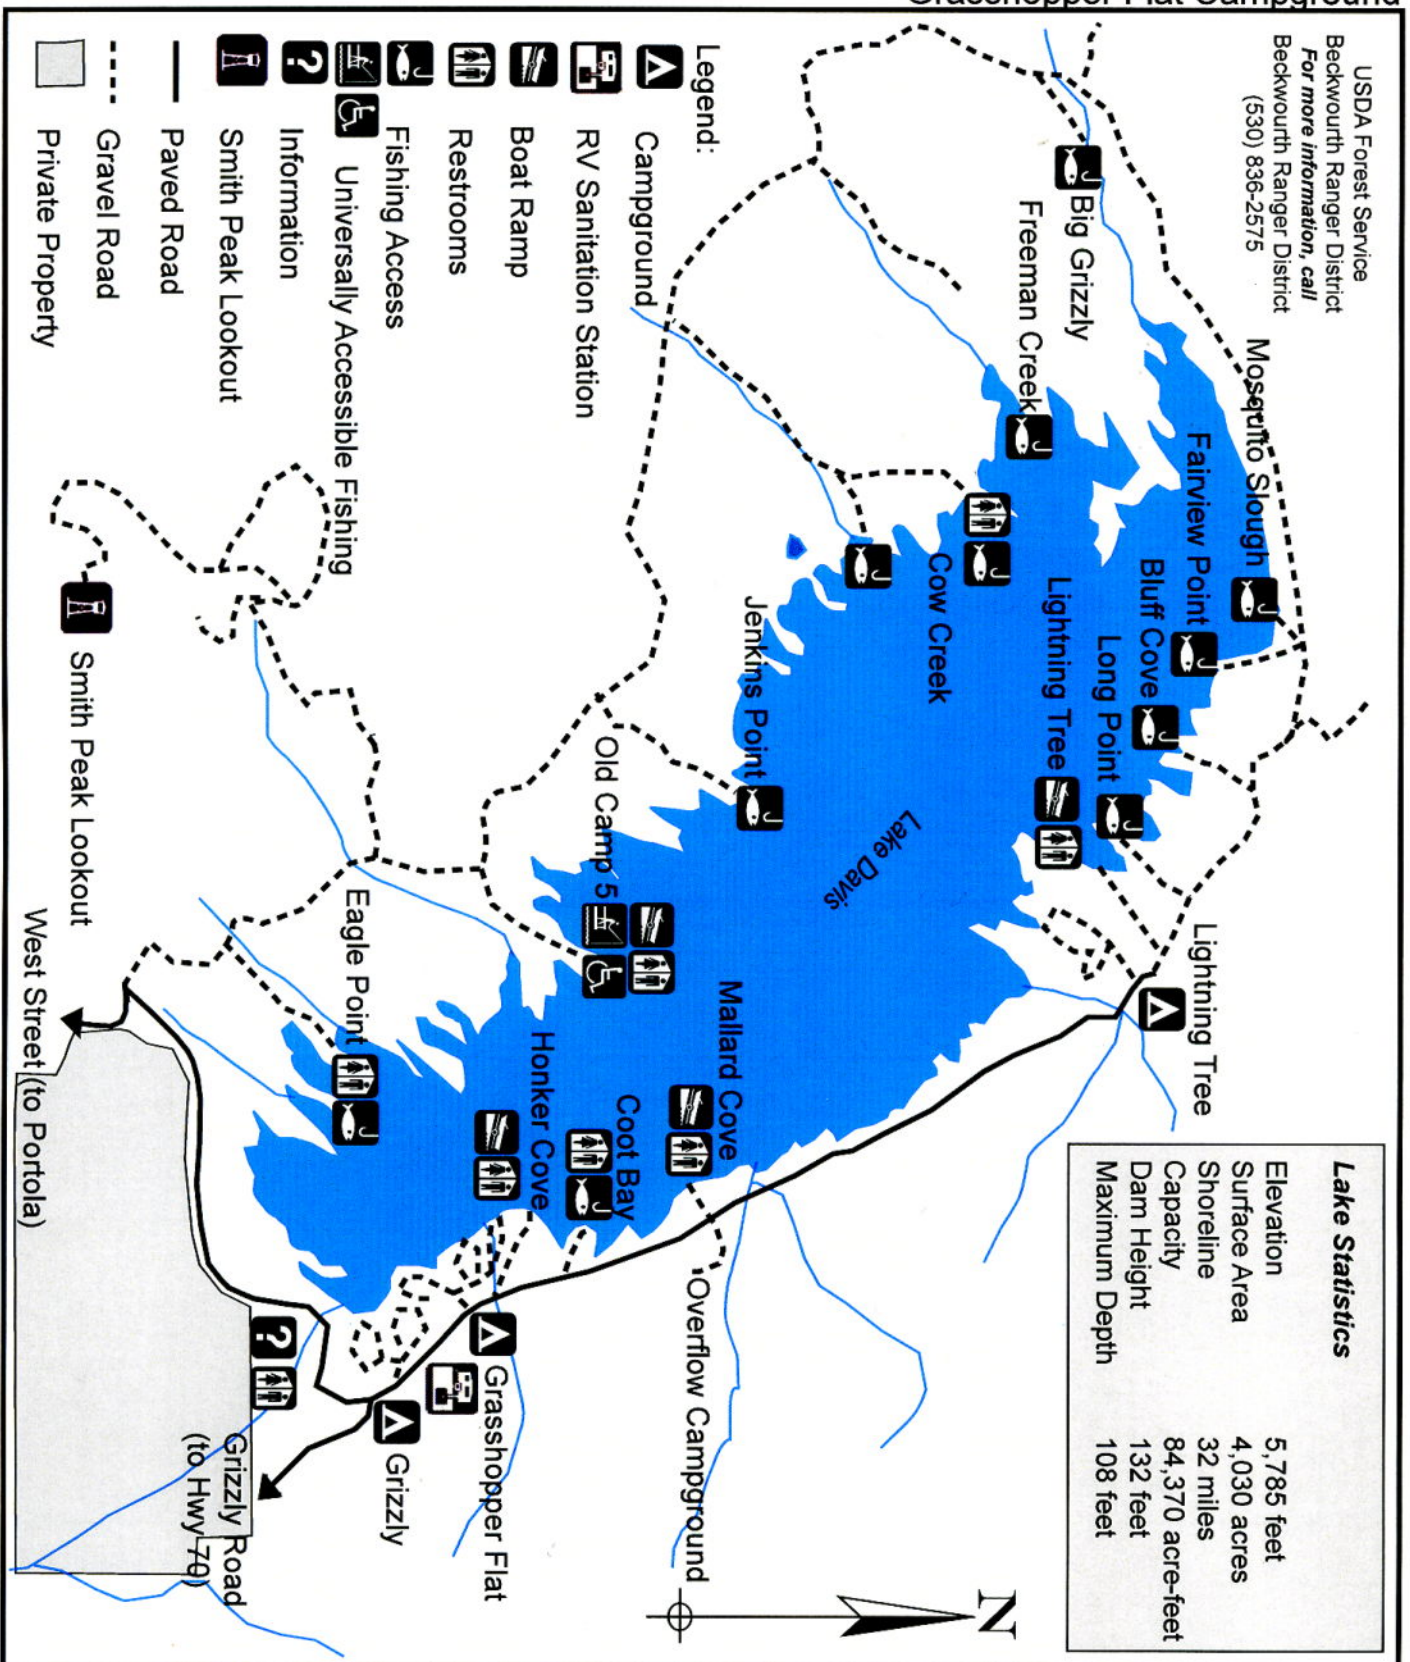 Grasshopper Flat Campground
USDA Forest Service
Beckwourth Ranger District
For more information, call
Beckwourth Ranger District
(530) 836-2575
Lake Statistics
Elevation 5,785 feet
Surface Area 4,030 acres
Shoreline 32 miles
Capacity 84,370 acre-feet
Dam Height 132 feet
Maximum Depth 108 feet
Mosquito Slough
Fairview Point
Bluff Cove
Long Point
Lightning Tree
Lightning Tree
Big Grizzly
Freeman Creek
Cow Creek
Jenkins Point
Lake Davis
Mallard Cove
Overflow Campground
Old Camp 5
Coot Bay
Honker Cove
Grasshopper Flat
Grizzly
Eagle Point
Grizzly Road
(to Hwy 70)
West Street (to Portola)
Smith Peak Lookout
N
Legend:
Campground
RV Sanitation Station
Boat Ramp
Restrooms
Fishing Access
Universally Accessible Fishing
? Information
Smith Peak Lookout
Paved Road
Gravel Road
Private Property
?